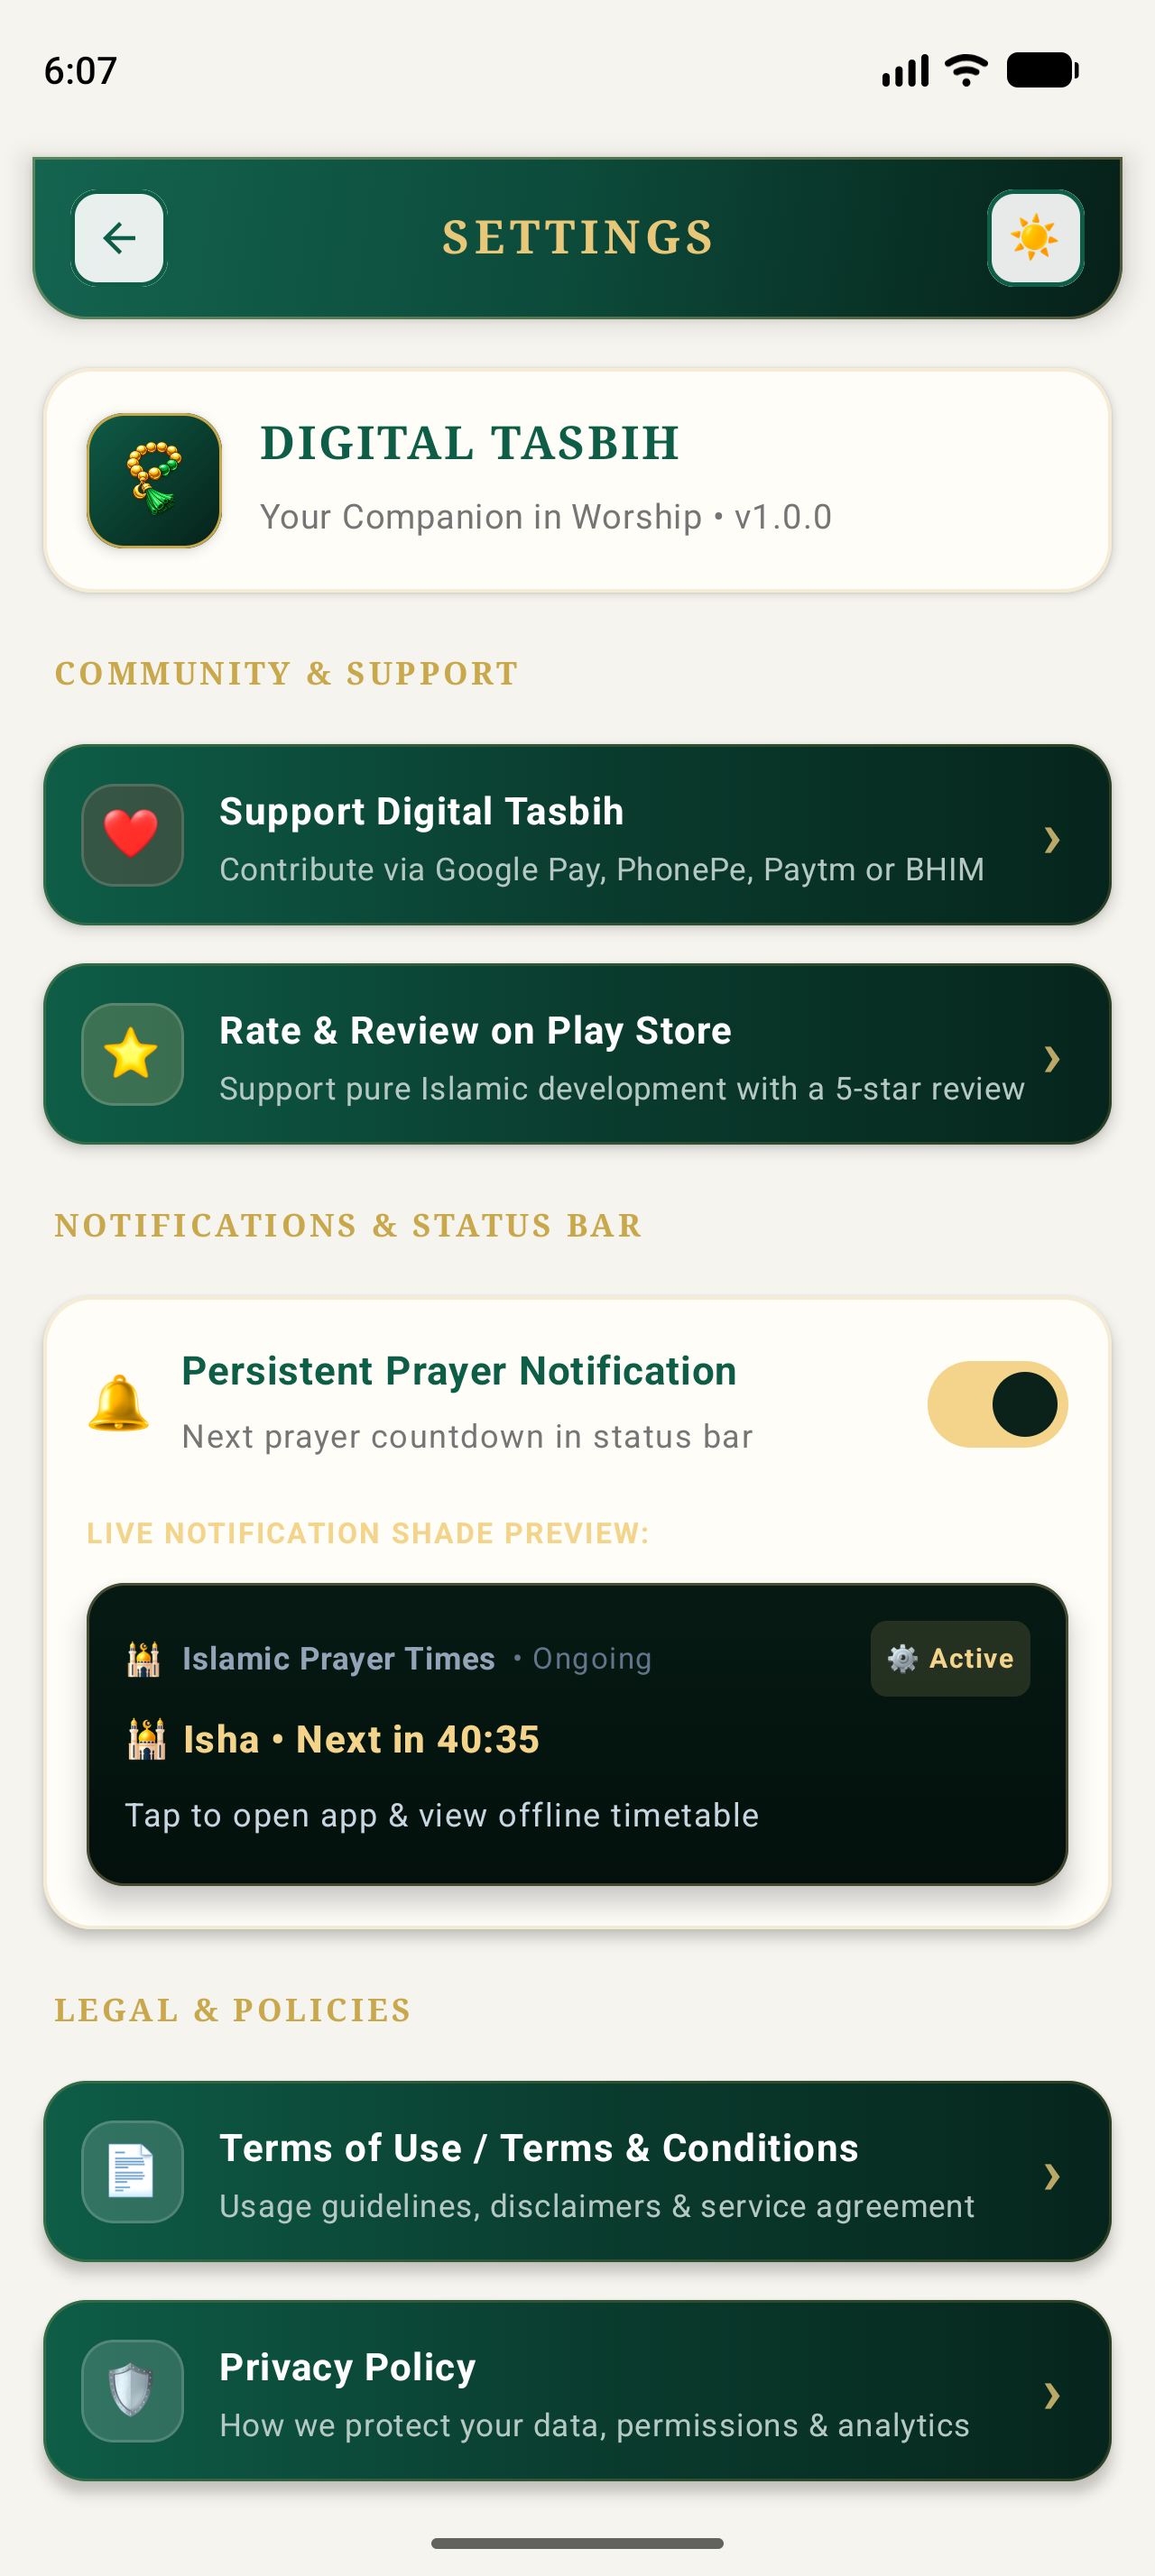 6:07
SETTINGS
DIGITAL TASBIH
Your Companion in Worship • v1.0.0
COMMUNITY & SUPPORT
Support Digital Tasbih
Contribute via Google Pay, PhonePe, Paytm or BHIM
Rate & Review on Play Store
Support pure Islamic development with a 5-star review
NOTIFICATIONS & STATUS BAR
Persistent Prayer Notification
Next prayer countdown in status bar
LIVE NOTIFICATION SHADE PREVIEW:
Islamic Prayer Times • Ongoing
Active
Isha • Next in 40:35
Tap to open app & view offline timetable
LEGAL & POLICIES
Terms of Use / Terms & Conditions
Usage guidelines, disclaimers & service agreement
Privacy Policy
How we protect your data, permissions & analytics